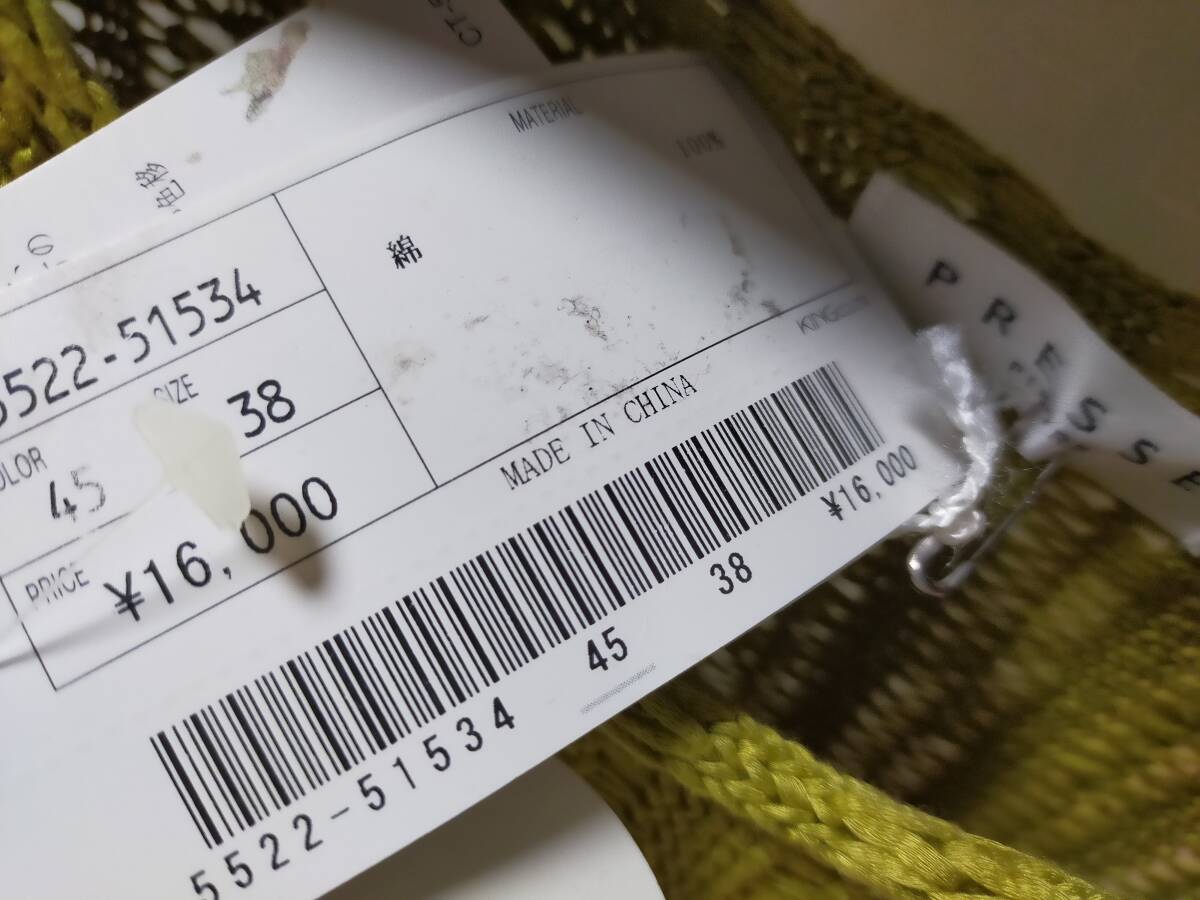 5522-51534
COLOR
45
SIZE
38
PRICE
¥16,000
MATERIAL
綿
100%
MADE IN CHINA
5522-51534 45 38 ¥16,000
PRESSE